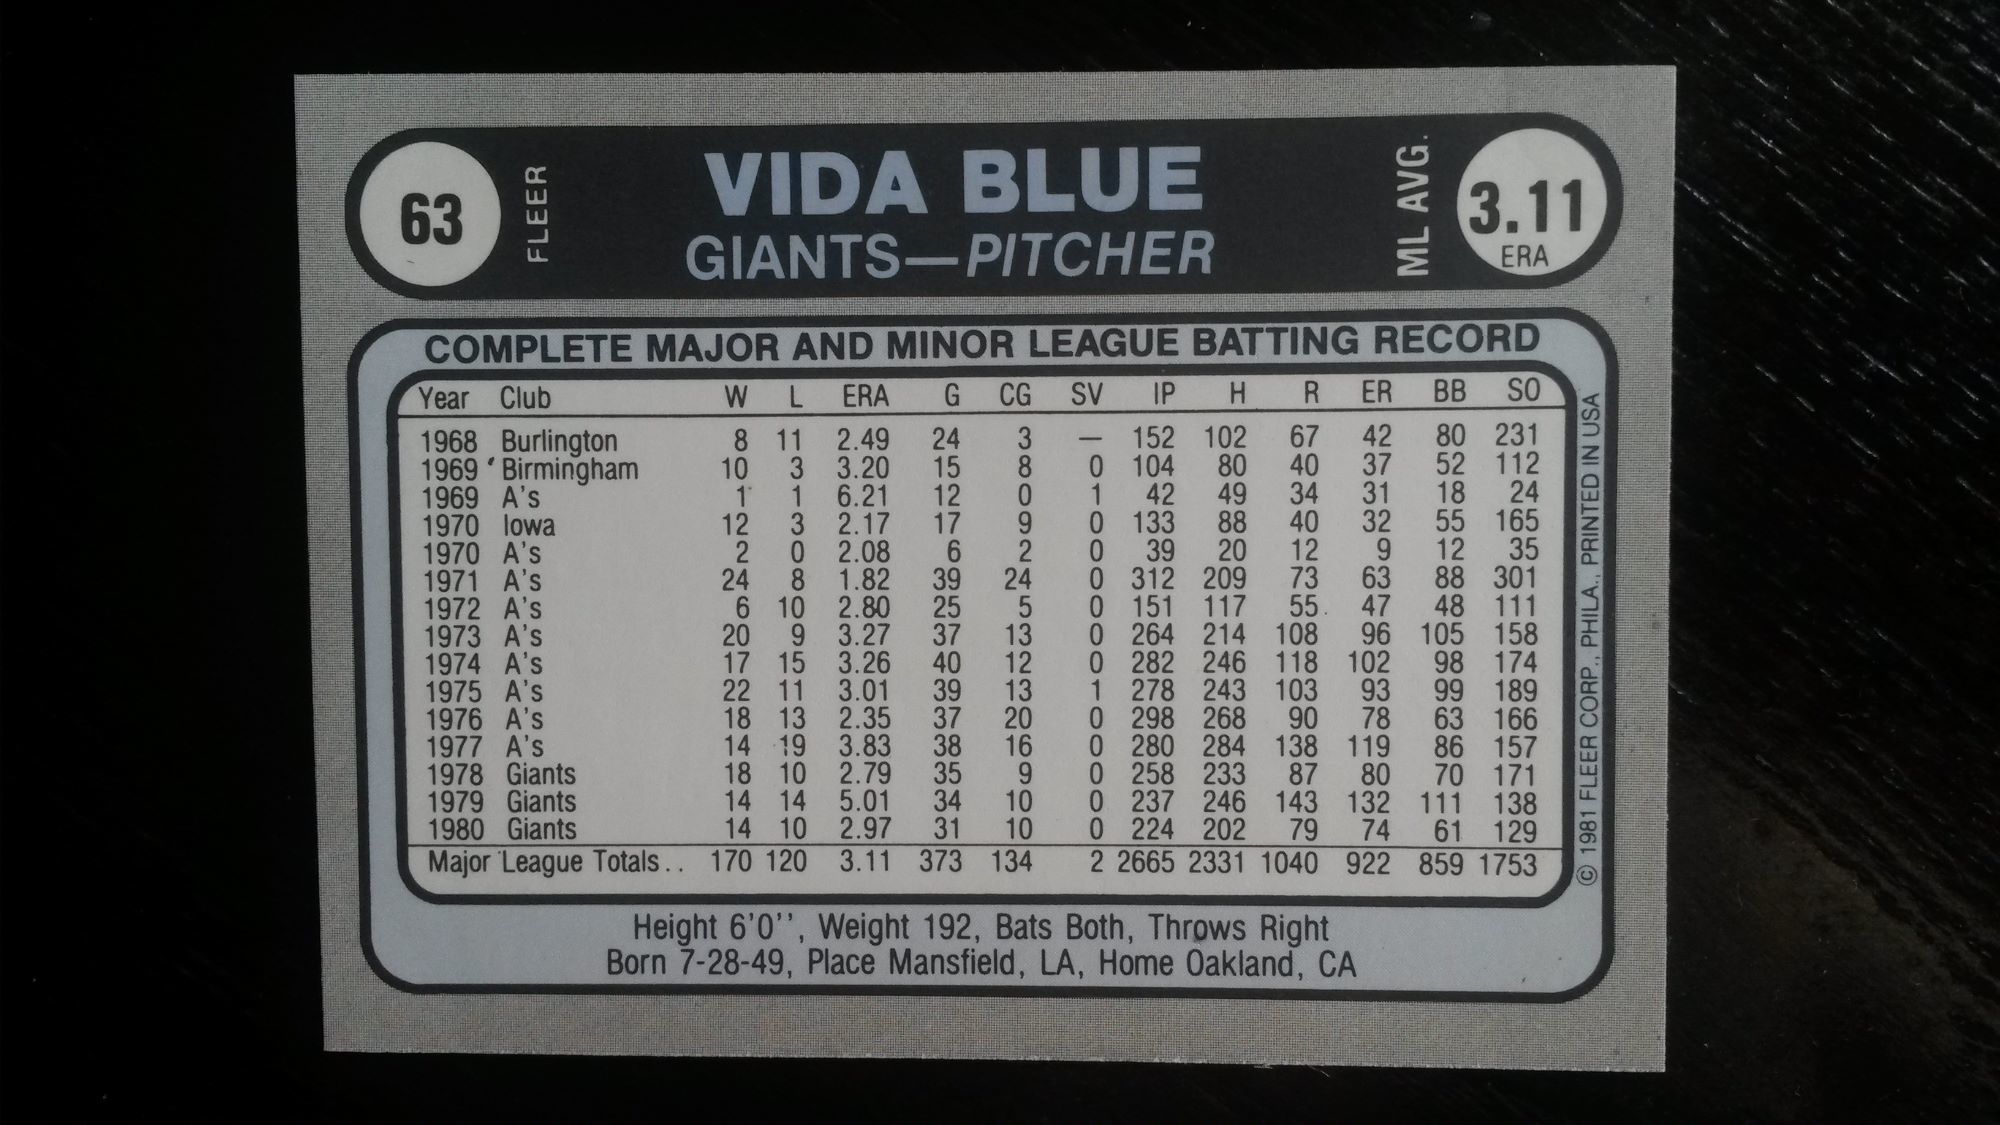 63
FLEER
VIDA BLUE
GIANTS—PITCHER
ML AVG.
3.11
ERA
COMPLETE MAJOR AND MINOR LEAGUE BATTING RECORD
Year Club W L ERA G CG SV IP H R ER BB SO
1968 Burlington 8 11 2.49 24 3 — 152 102 67 42 80 231
1969 Birmingham 10 3 3.20 15 8 0 104 80 40 37 52 112
1969 A's 1 1 6.21 12 0 1 42 49 34 31 18 24
1970 Iowa 12 3 2.17 17 9 0 133 88 40 32 55 165
1970 A's 2 0 2.08 6 2 0 39 20 12 9 12 35
1971 A's 24 8 1.82 39 24 0 312 209 73 63 88 301
1972 A's 6 10 2.80 25 5 0 151 117 55 47 48 111
1973 A's 20 9 3.27 37 13 0 264 214 108 96 105 158
1974 A's 17 15 3.26 40 12 0 282 246 118 102 98 174
1975 A's 22 11 3.01 39 13 1 278 243 103 93 99 189
1976 A's 18 13 2.35 37 20 0 298 268 90 78 63 166
1977 A's 14 19 3.83 38 16 0 280 284 138 119 86 157
1978 Giants 18 10 2.79 35 9 0 258 233 87 80 70 171
1979 Giants 14 14 5.01 34 10 0 237 246 143 132 111 138
1980 Giants 14 10 2.97 31 10 0 224 202 79 74 61 129
Major League Totals.. 170 120 3.11 373 134 2 2665 2331 1040 922 859 1753
Height 6'0'', Weight 192, Bats Both, Throws Right
Born 7-28-49, Place Mansfield, LA, Home Oakland, CA
© 1981 FLEER CORP., PHILA., PRINTED IN USA